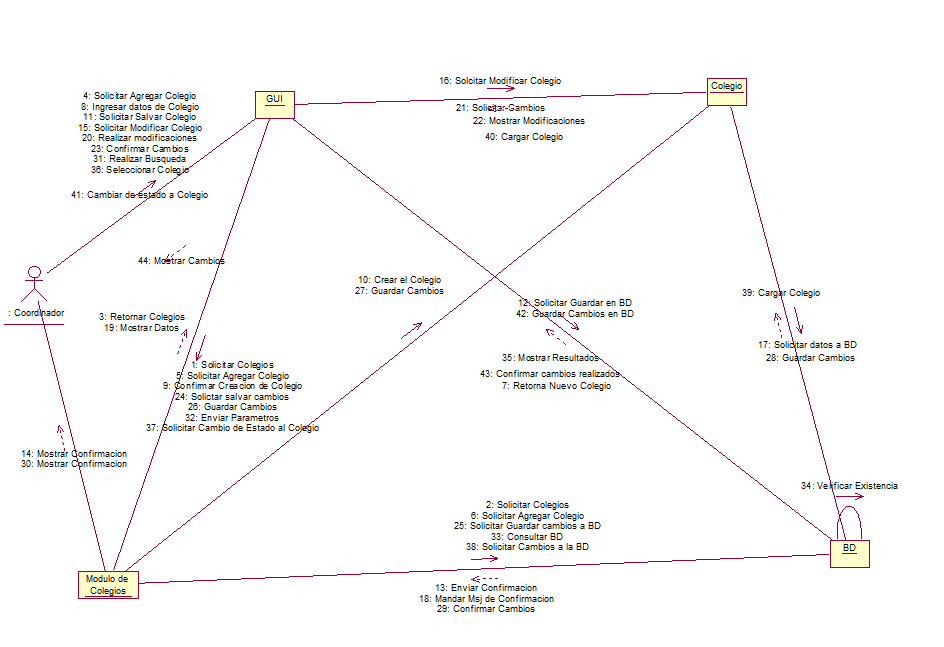 16: Solcitar Modificar Colegio
Colegio
4: Solicitar Agregar Colegio
GUI
8: Ingresar datos de Colegio
21: Solicitar Cambios
11: Solicitar Salvar Colegio
22: Mostrar Modificaciones
15: Solicitar Modificar Colegio
20: Realizar modificaciones
40: Cargar Colegio
23: Confirmar Cambios
31: Realizar Busqueda
36: Seleccionar Colegio
41: Cambiar de estado a Colegio
44: Mostrar Cambios
10: Crear el Colegio
27: Guardar Cambios
39: Cargar Colegio
12: Solicitar Guardar en BD
42: Guardar Cambios en BD
: Coordinador
3: Retornar Colegios
19: Mostrar Datos
17: Solicitar datos a BD
28: Guardar Cambios
35: Mostrar Resultados
43: Confirmar cambios realizados
7: Retorna Nuevo Colegio
1: Solicitar Colegios
5: Solicitar Agregar Colegio
9: Confirmar Creacion de Colegio
24: Solictar salvar cambios
26: Guardar Cambios
32: Enviar Parametros
37: Solicitar Cambio de Estado al Colegio
14: Mostrar Confirmacion
30: Mostrar Confirmacion
34: Verificar Existencia
2: Solicitar Colegios
6: Solicitar Agregar Colegio
25: Solicitar Guardar cambios a BD
33: Consultar BD
38: Solicitar Cambios a la BD
BD
Modulo de
Colegios
13: Enviar Confirmacion
18: Mandar Msj de Confirmacion
29: Confirmar Cambios